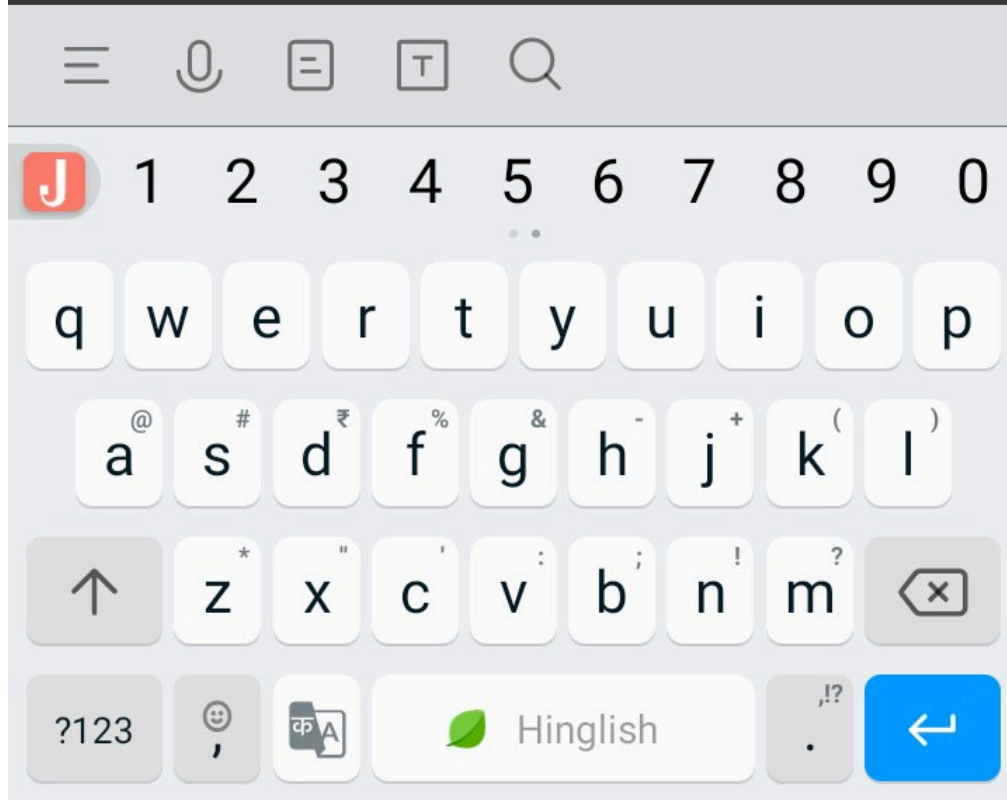 T
J 1 2 3 4 5 6 7 8 9 0
q w e r t y u i o p
@ # ₹ % & - + ( )
a s d f g h j k l
* " ' : ; ! ?
z x c v b n m
?123 , क A Hinglish ,!? .